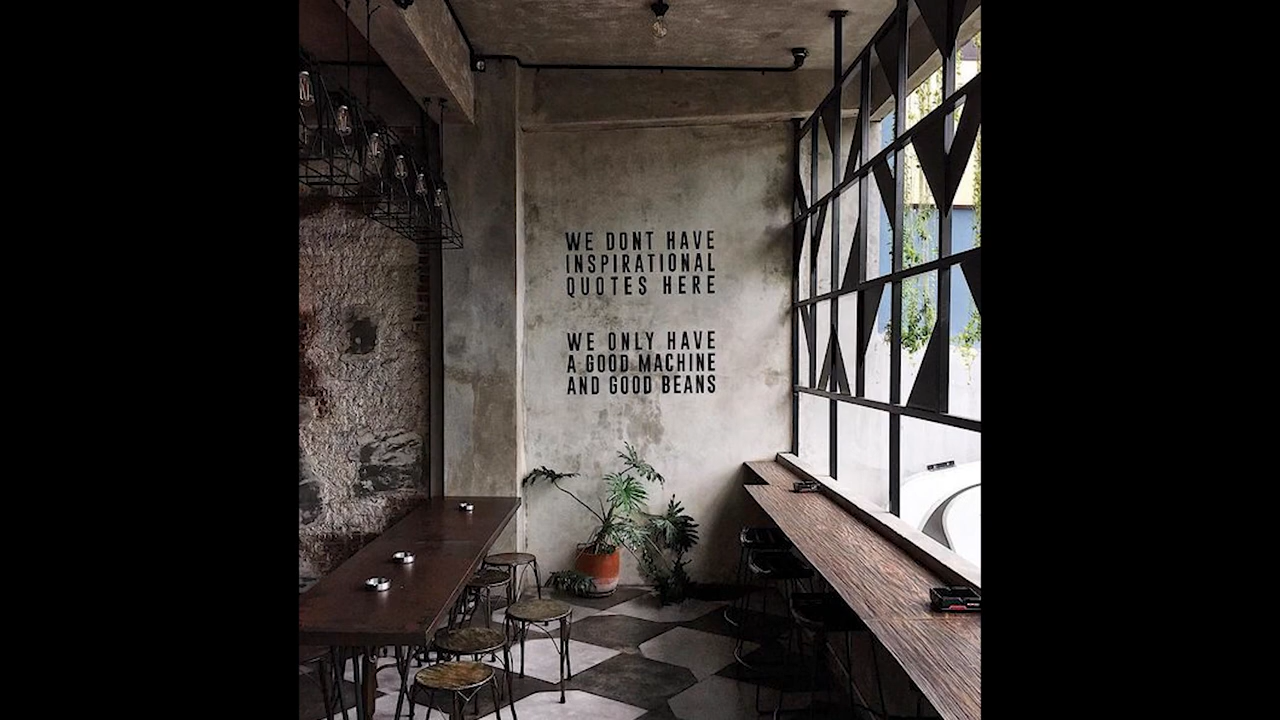 WE DONT HAVE
INSPIRATIONAL
QUOTES HERE
WE ONLY HAVE
A GOOD MACHINE
AND GOOD BEANS